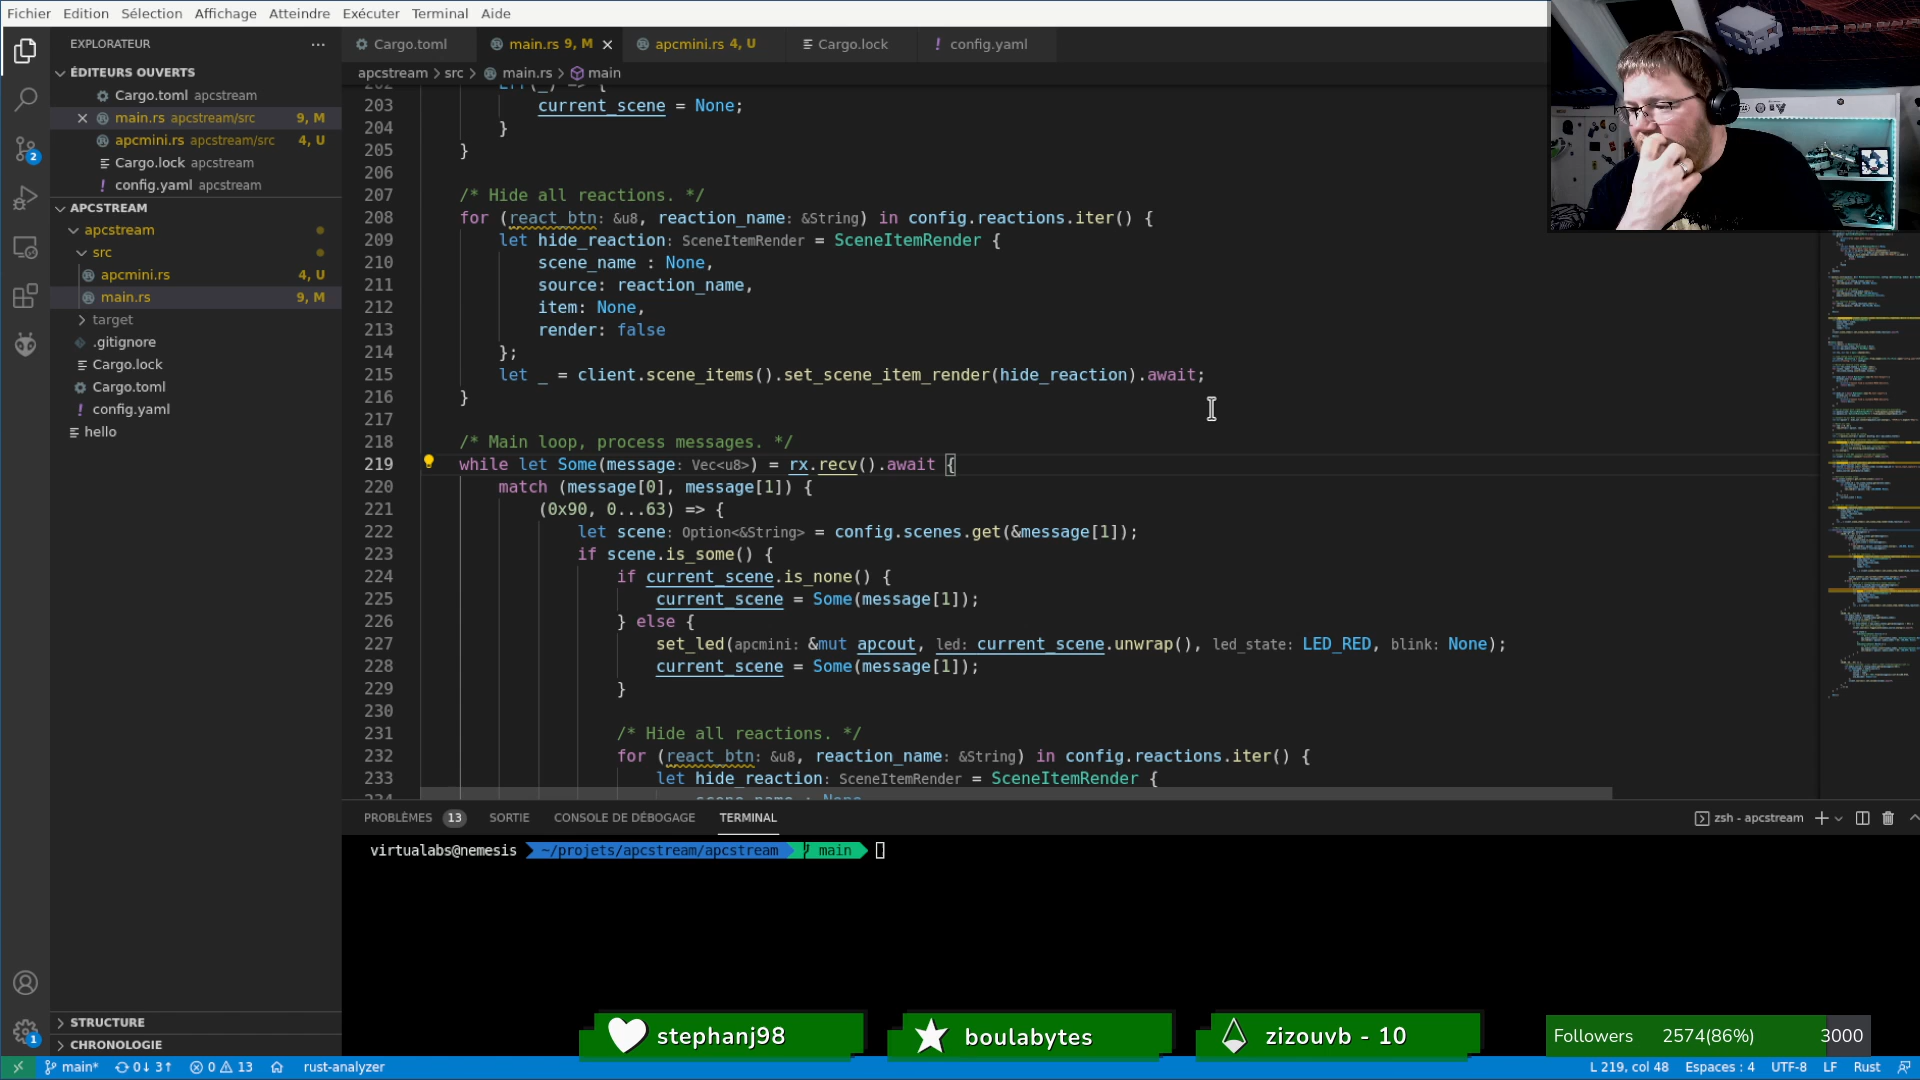 Fichier Edition Sélection Affichage Atteindre Exécuter Terminal Aide
EXPLORATEUR
ÉDITEURS OUVERTS
Cargo.toml apcstream
main.rs apcstream/src 9, M
apcmini.rs apcstream/src 4, U
Cargo.lock apcstream
config.yaml apcstream
APCSTREAM
apcstream
src
apcmini.rs 4, U
main.rs 9, M
target
.gitignore
Cargo.lock
Cargo.toml
config.yaml
hello
STRUCTURE
CHRONOLOGIE
Cargo.toml main.rs 9, M apcmini.rs 4, U Cargo.lock config.yaml
apcstream > src > main.rs > main
203 current_scene = None;
204 }
205 }
206
207 /* Hide all reactions. */
208 for (react_btn: &u8, reaction_name: &String) in config.reactions.iter() {
209 let hide_reaction: SceneItemRender = SceneItemRender {
210 scene_name : None,
211 source: reaction_name,
212 item: None,
213 render: false
214 };
215 let _ = client.scene_items().set_scene_item_render(hide_reaction).await;
216 }
217
218 /* Main loop, process messages. */
219 while let Some(message: Vec<u8>) = rx.recv().await {
220 match (message[0], message[1]) {
221 (0x90, 0...63) => {
222 let scene: Option<&String> = config.scenes.get(&message[1]);
223 if scene.is_some() {
224 if current_scene.is_none() {
225 current_scene = Some(message[1]);
226 } else {
227 set_led(apcmini: &mut apcout, led: current_scene.unwrap(), led_state: LED_RED, blink: None);
228 current_scene = Some(message[1]);
229 }
230
231 /* Hide all reactions. */
232 for (react_btn: &u8, reaction_name: &String) in config.reactions.iter() {
233 let hide_reaction: SceneItemRender = SceneItemRender {
PROBLÈMES 13 SORTIE CONSOLE DE DÉBOGAGE TERMINAL
zsh - apcstream
virtualabs@nemesis ~/projets/apcstream/apcstream main
stephanj98
boulabytes
zizouvb - 10
Followers 2574(86%) 3000
2
1
main* 0↓ 3↑ 0 13 rust-analyzer
L 219, col 48 Espaces : 4 UTF-8 LF Rust